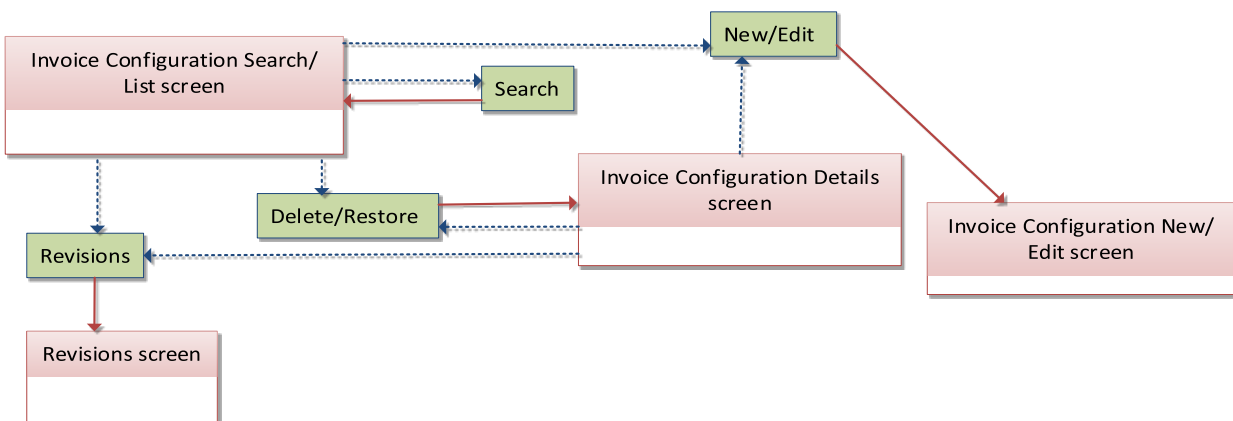 New/Edit
Invoice Configuration Search/
List screen
Search
Invoice Configuration Details
screen
Delete/Restore
Invoice Configuration New/
Edit screen
Revisions
Revisions screen